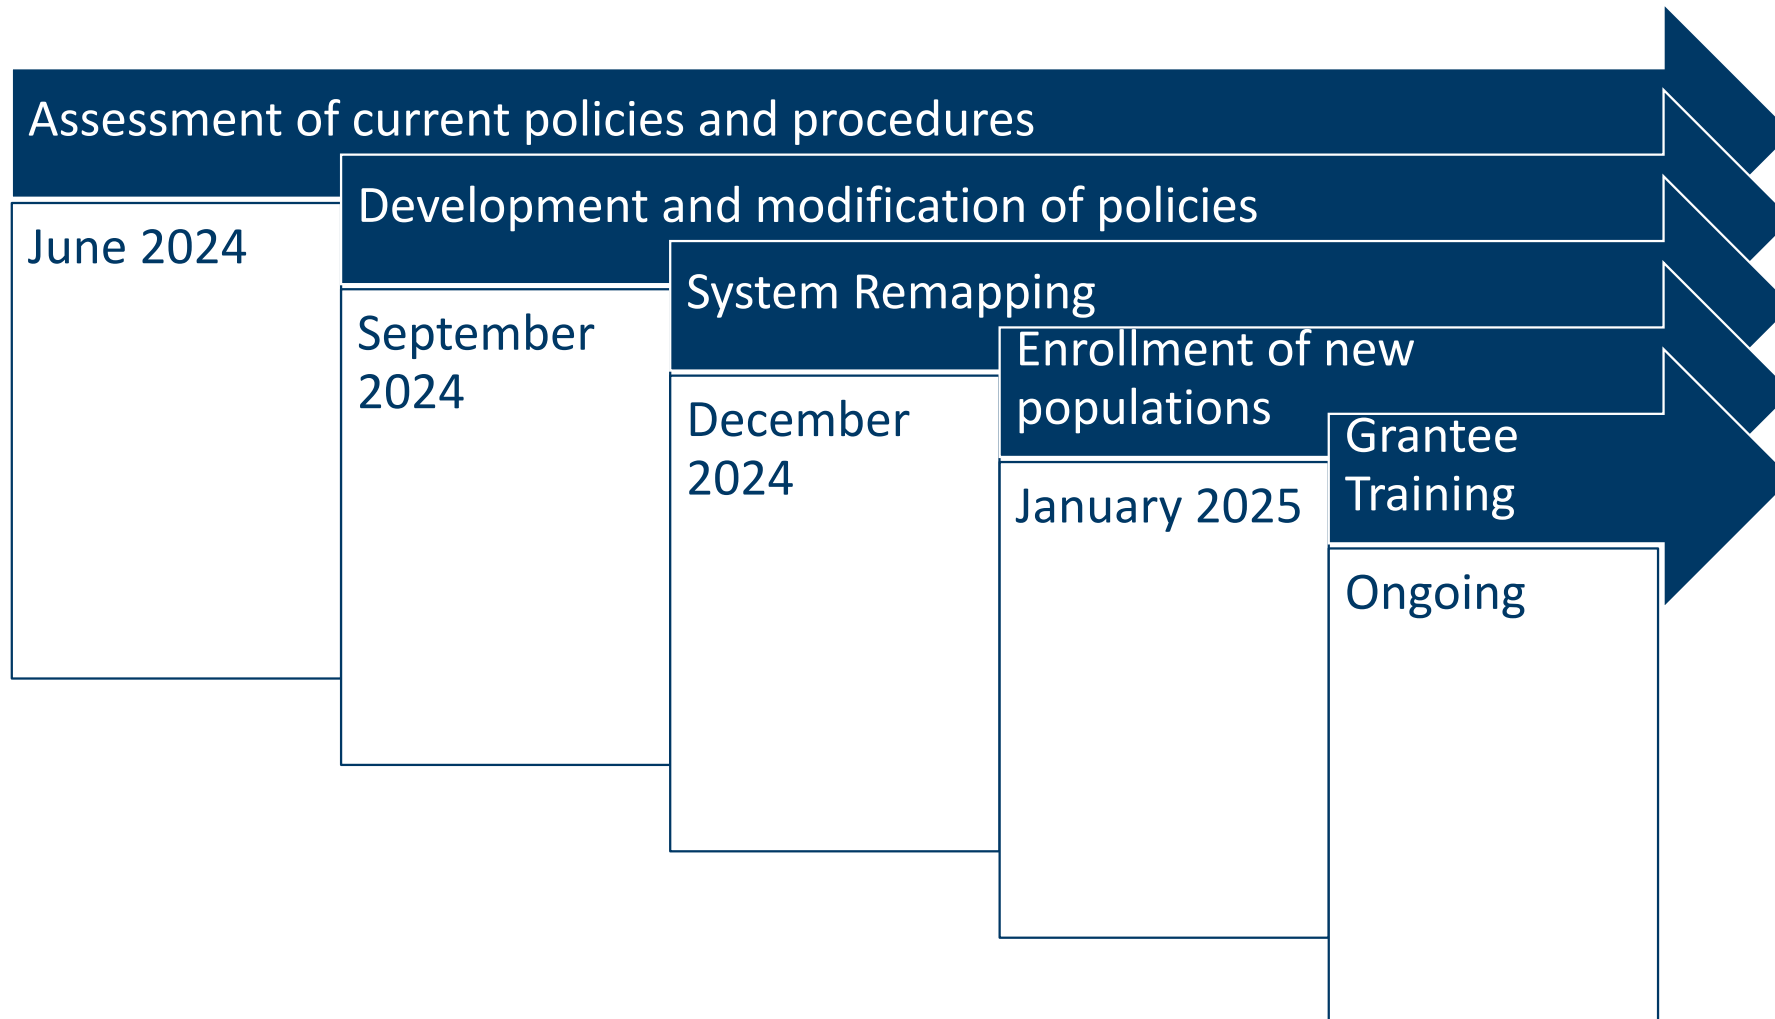 Assessment of current policies and procedures
June 2024
Development and modification of policies
September
2024
System Remapping
December
2024
Enrollment of new
populations
January 2025
Grantee
Training
Ongoing